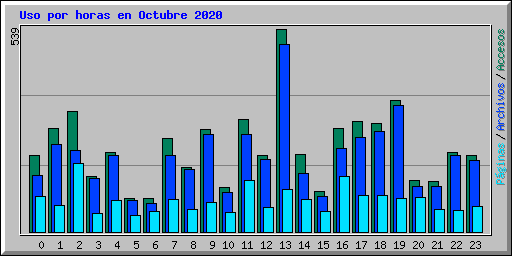 Uso por horas en Octubre 2020
539
Páginas / Archivos / Accesos
0 1 2 3 4 5 6 7 8 9 10 11 12 13 14 15 16 17 18 19 20 21 22 23